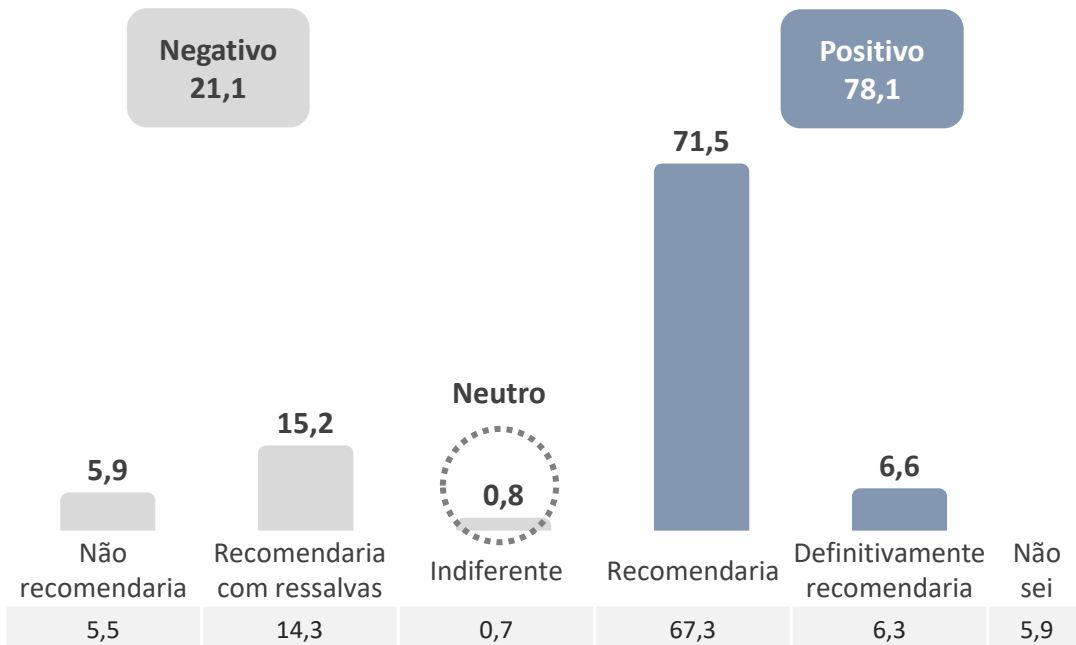 Negativo
21,1
Positivo
78,1
71,5
Neutro
15,2
5,9
0,8
6,6
Não
recomendaria
Recomendaria
com ressalvas
Indiferente
Recomendaria
Definitivamente
recomendaria
Não
sei
5,5
14,3
0,7
67,3
6,3
5,9